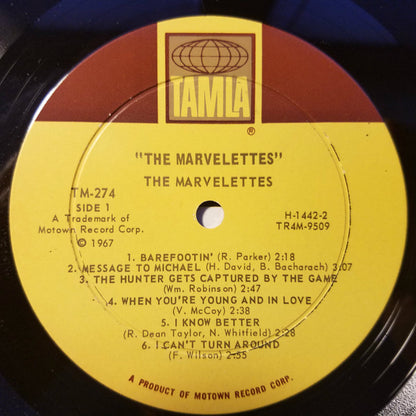 TAMLA
®
"THE MARVELETTES"
THE MARVELETTES
TM-274
SIDE 1
A Trademark of
Motown Record Corp.
© 1967
H-1442-2
TR4M-9509
1. BAREFOOTIN' (R. Parker) 2:18
2. MESSAGE TO MICHAEL (H. David, B. Bacharach) 3:07
3. THE HUNTER GETS CAPTURED BY THE GAME
(Wm. Robinson) 2:47
4. WHEN YOU'RE YOUNG AND IN LOVE
(V. McCoy) 2:38
5. I KNOW BETTER
(R. Dean Taylor, N. Whitfield) 2:28
6. I CAN'T TURN AROUND
(F. Wilson) 2:55
A PRODUCT OF MOTOWN RECORD CORP.